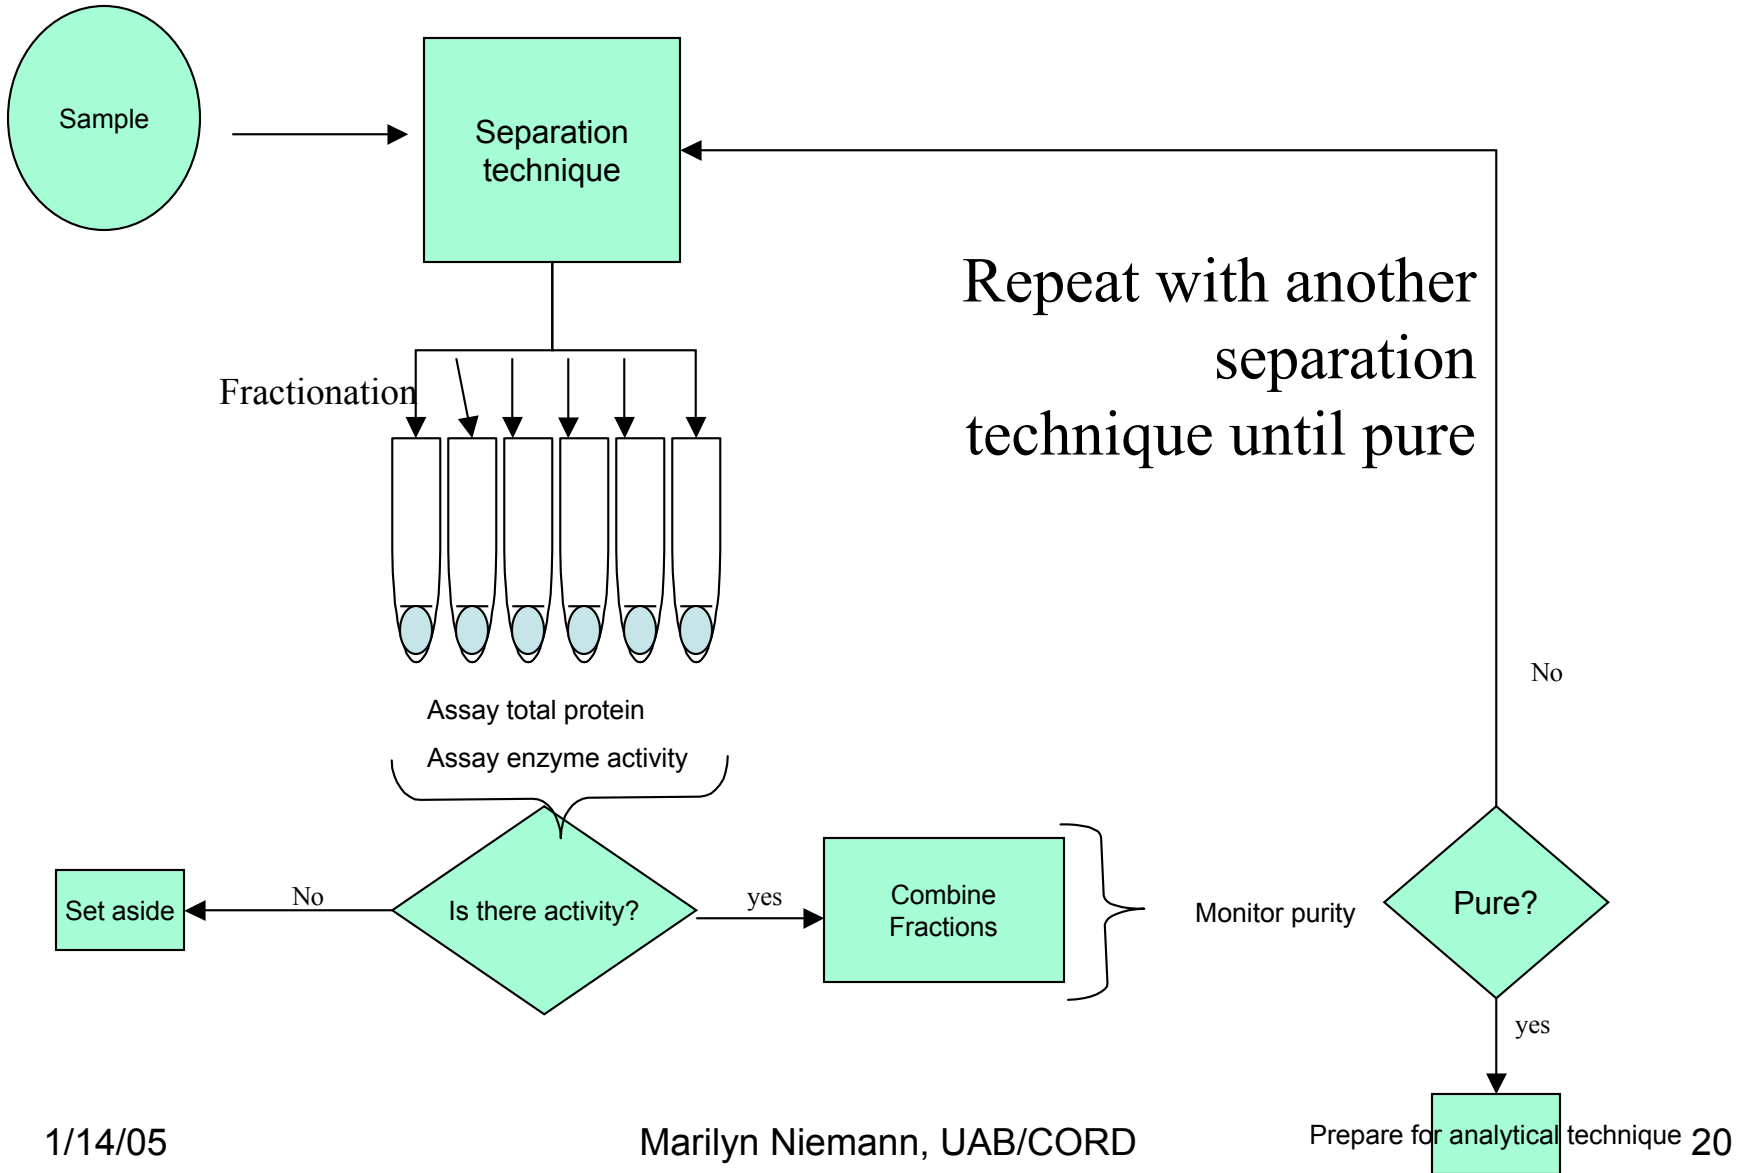 Sample
Separation
technique
Repeat with another
separation
technique until pure
Fractionation
No
Assay total protein
Assay enzyme activity
Set aside
No
Is there activity?
yes
Combine
Fractions
Monitor purity
Pure?
yes
Prepare for analytical technique
1/14/05
Marilyn Niemann, UAB/CORD
20